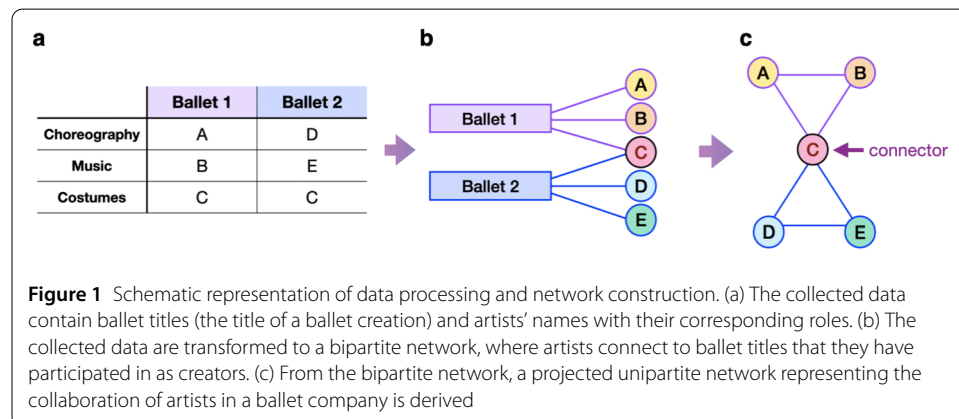 a
Ballet 1 Ballet 2
Choreography A D
Music B E
Costumes C C
b
Ballet 1
Ballet 2
A
B
C
D
E
c
A B
C connector
D E
Figure 1 Schematic representation of data processing and network construction. (a) The collected data
contain ballet titles (the title of a ballet creation) and artists’ names with their corresponding roles. (b) The
collected data are transformed to a bipartite network, where artists connect to ballet titles that they have
participated in as creators. (c) From the bipartite network, a projected unipartite network representing the
collaboration of artists in a ballet company is derived